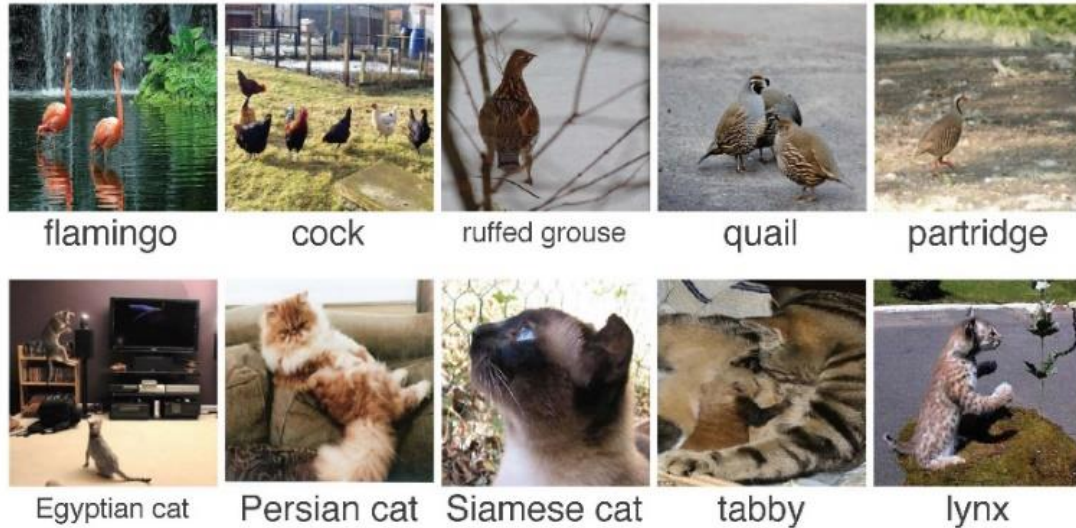 flamingo
cock
ruffed grouse
quail
partridge
Egyptian cat
Persian cat
Siamese cat
tabby
lynx